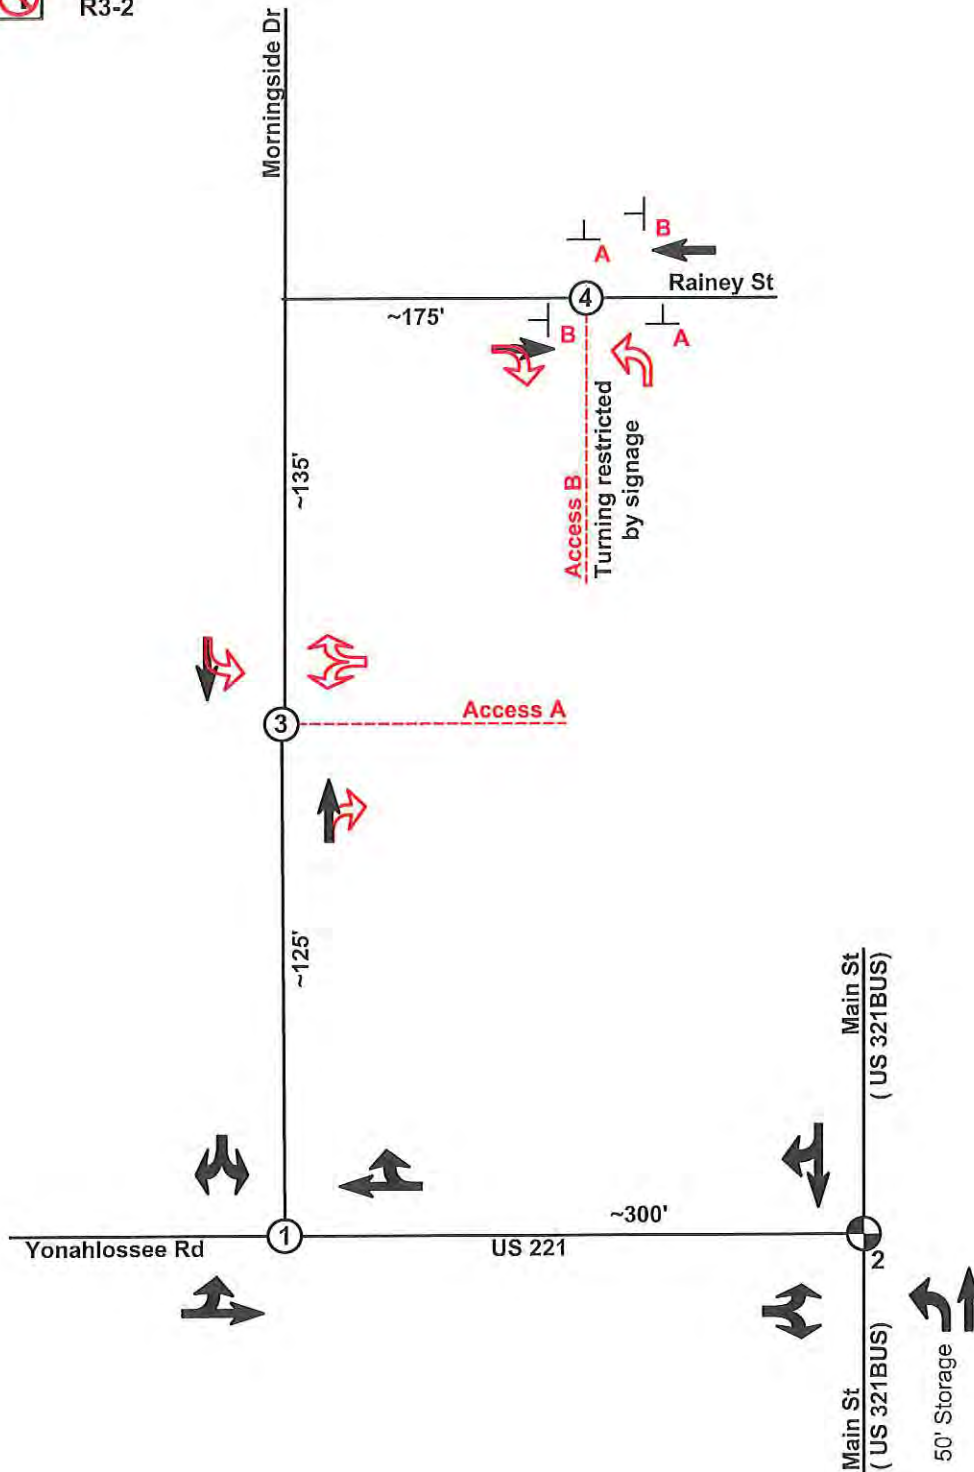 R3-2
Morningside Dr
B
A
Rainey St
4
~175'
B
A
~135'
Turning restricted
by signage
Access B
Access A
3
~125'
Main St
( US 321BUS)
~300'
1
Yonahlossee Rd
US 221
2
Main St
( US 321BUS)
50' Storage